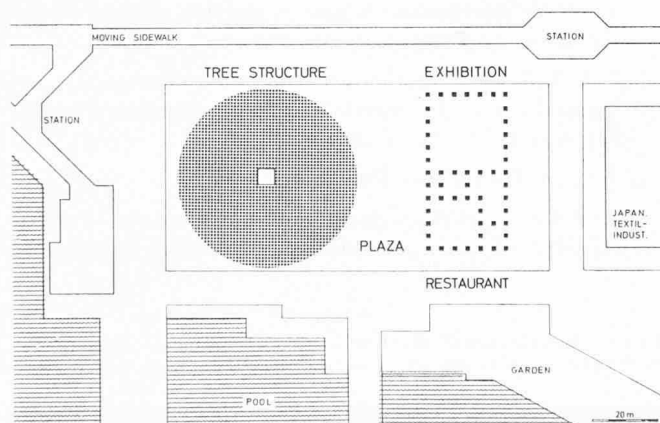 MOVING SIDEWALK
STATION
TREE STRUCTURE
EXHIBITION
STATION
JAPAN.
TEXTIL-
INDUST.
PLAZA
RESTAURANT
GARDEN
POOL
20 m